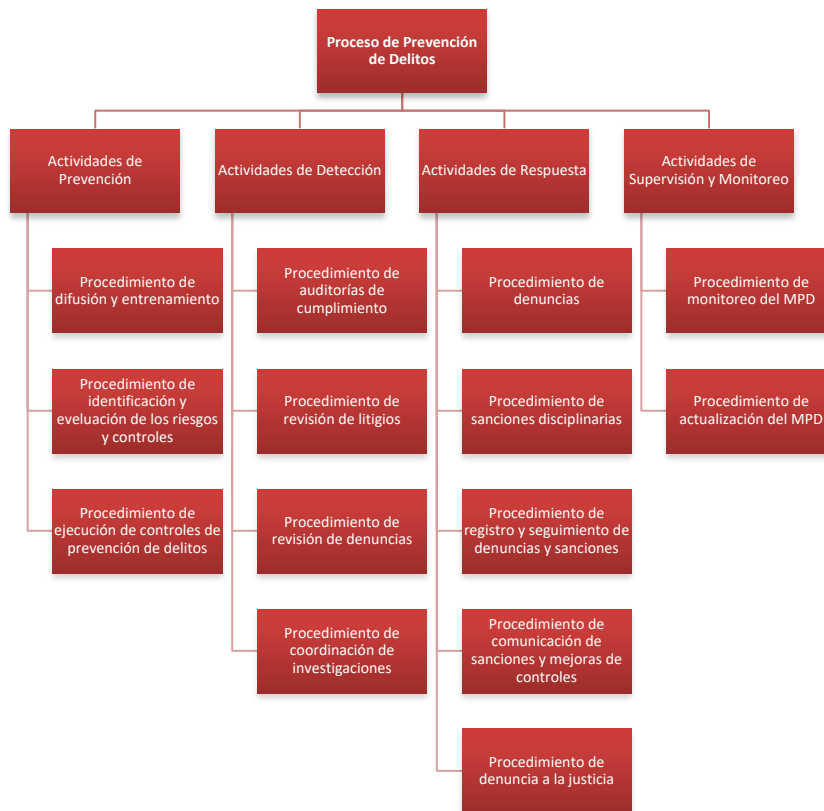 Proceso de Prevención
de Delitos
Actividades de
Prevención
Actividades de Detección
Actividades de Respuesta
Actividades de
Supervisión y Monitoreo
Procedimiento de
difusión y entrenamiento
Procedimiento de
identificación y
eveluación de los riesgos
y controles
Procedimiento de
ejecución de controles de
prevención de delitos
Procedimiento de
auditorías de
cumplimiento
Procedimiento de
revisión de litigios
Procedimiento de
revisión de denuncias
Procedimiento de
coordinación de
investigaciones
Procedimiento de
denuncias
Procedimiento de
sanciones disciplinarias
Procedimiento de
registro y seguimiento de
denuncias y sanciones
Procedimiento de
comunicación de
sanciones y mejoras de
controles
Procedimiento de
denuncia a la justicia
Procedimiento de
monitoreo del MPD
Procedimiento de
actualización del MPD